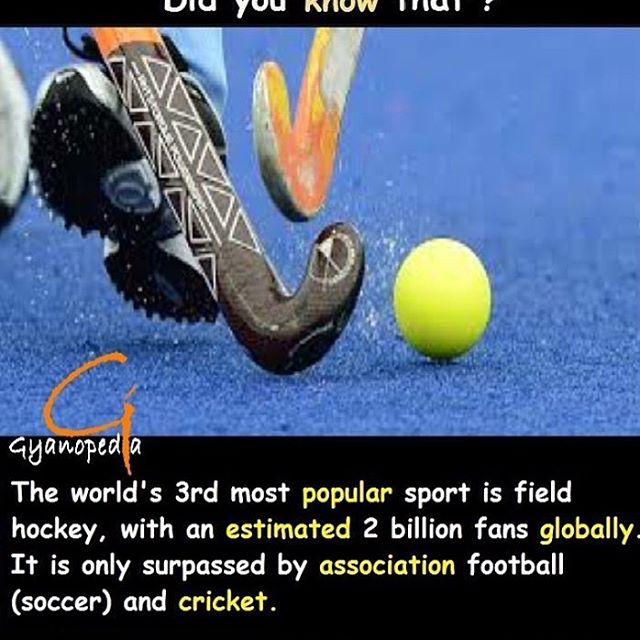 Did you know that ?
Gyanopedia
The world's 3rd most popular sport is field
hockey, with an estimated 2 billion fans globally.
It is only surpassed by association football
(soccer) and cricket.